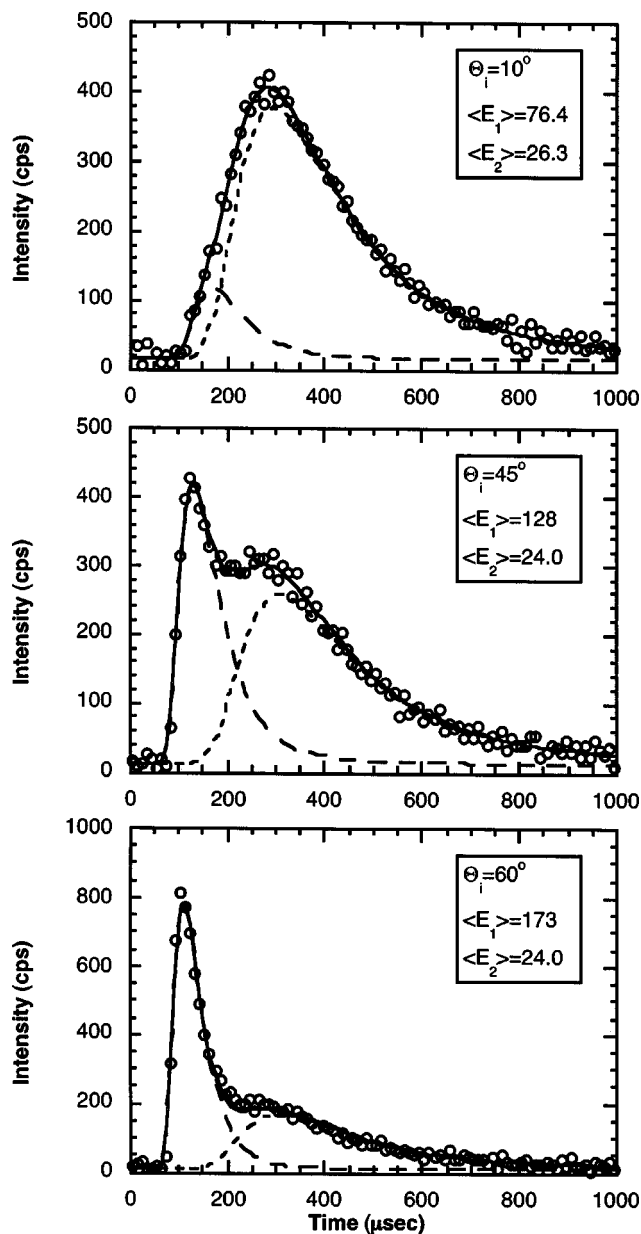 500
400
300
200
100
0
Intensity (cps)
Θi=10°
<E1>=76.4
<E2>=26.3
0 200 400 600 800 1000
500
400
300
200
100
0
Intensity (cps)
Θi=45°
<E1>=128
<E2>=24.0
0 200 400 600 800 1000
1000
800
600
400
200
0
Intensity (cps)
Θi=60°
<E1>=173
<E2>=24.0
0 200 400 600 800 1000
Time (μsec)